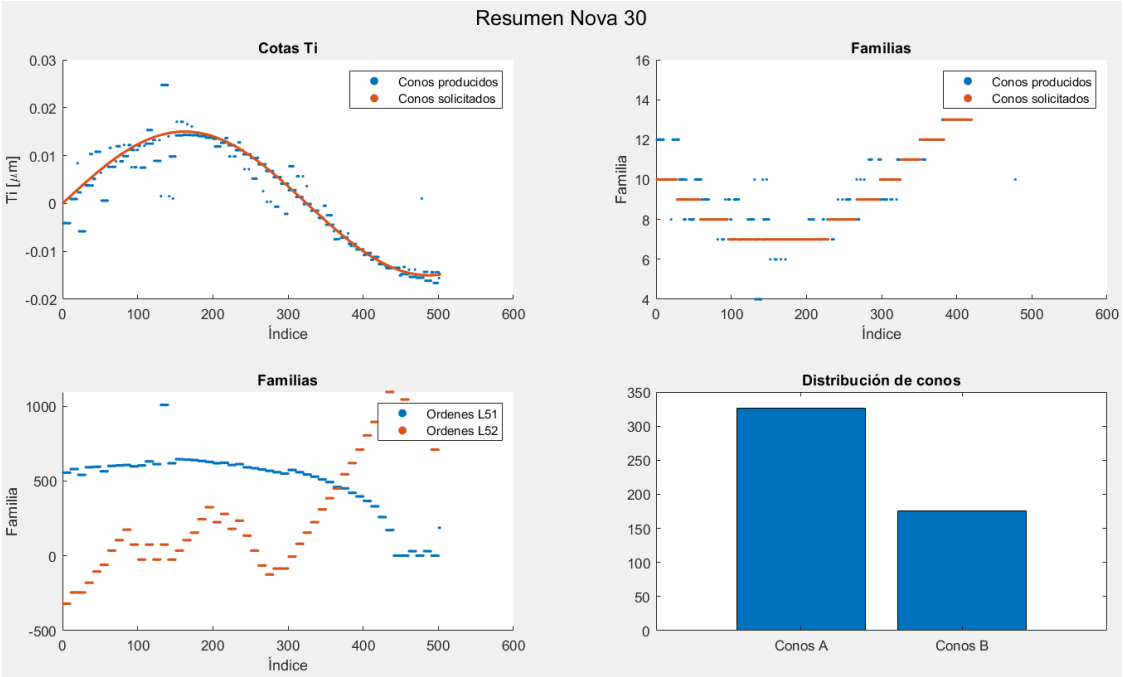 Resumen Nova 30
Cotas Ti
0.03
0.02
0.01
0
-0.01
-0.02
Ti [μm]
0
100
200
300
400
500
600
Índice
Conos producidos
Conos solicitados
Familias
16
14
12
10
8
6
4
Familia
0
100
200
300
400
500
600
Índice
Conos producidos
Conos solicitados
Familias
1000
500
0
-500
Familia
0
100
200
300
400
500
600
Índice
Ordenes L51
Ordenes L52
Distribución de conos
350
300
250
200
150
100
50
0
Conos A
Conos B